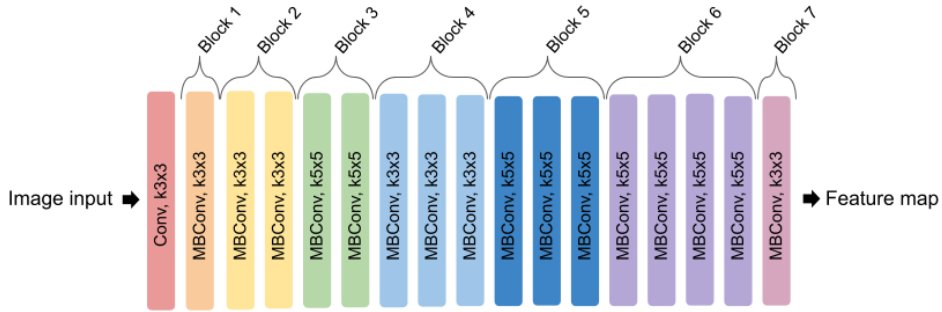 Block 1
Block 2
Block 3
Block 4
Block 5
Block 6
Block 7
Image input
Conv, k3x3
MBConv, k3x3
MBConv, k3x3
MBConv, k3x3
MBConv, k5x5
MBConv, k5x5
MBConv, k3x3
MBConv, k3x3
MBConv, k3x3
MBConv, k5x5
MBConv, k5x5
MBConv, k5x5
MBConv, k5x5
MBConv, k5x5
MBConv, k5x5
MBConv, k5x5
MBConv, k3x3
Feature map